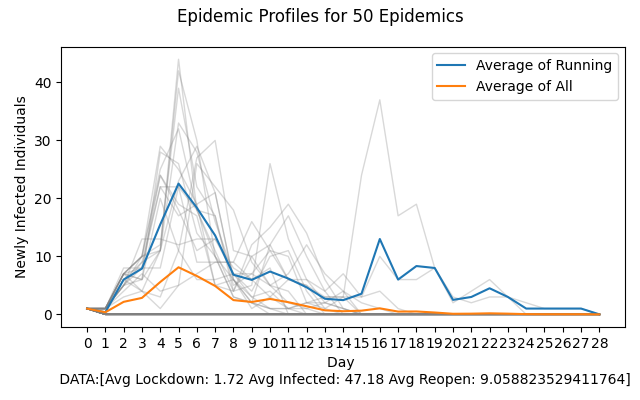 Epidemic Profiles for 50 Epidemics
Newly Infected Individuals
40
30
20
10
0
Average of Running
Average of All
0 1 2 3 4 5 6 7 8 9 10 11 12 13 14 15 16 17 18 19 20 21 22 23 24 25 26 27 28
Day
DATA:[Avg Lockdown: 1.72 Avg Infected: 47.18 Avg Reopen: 9.058823529411764]